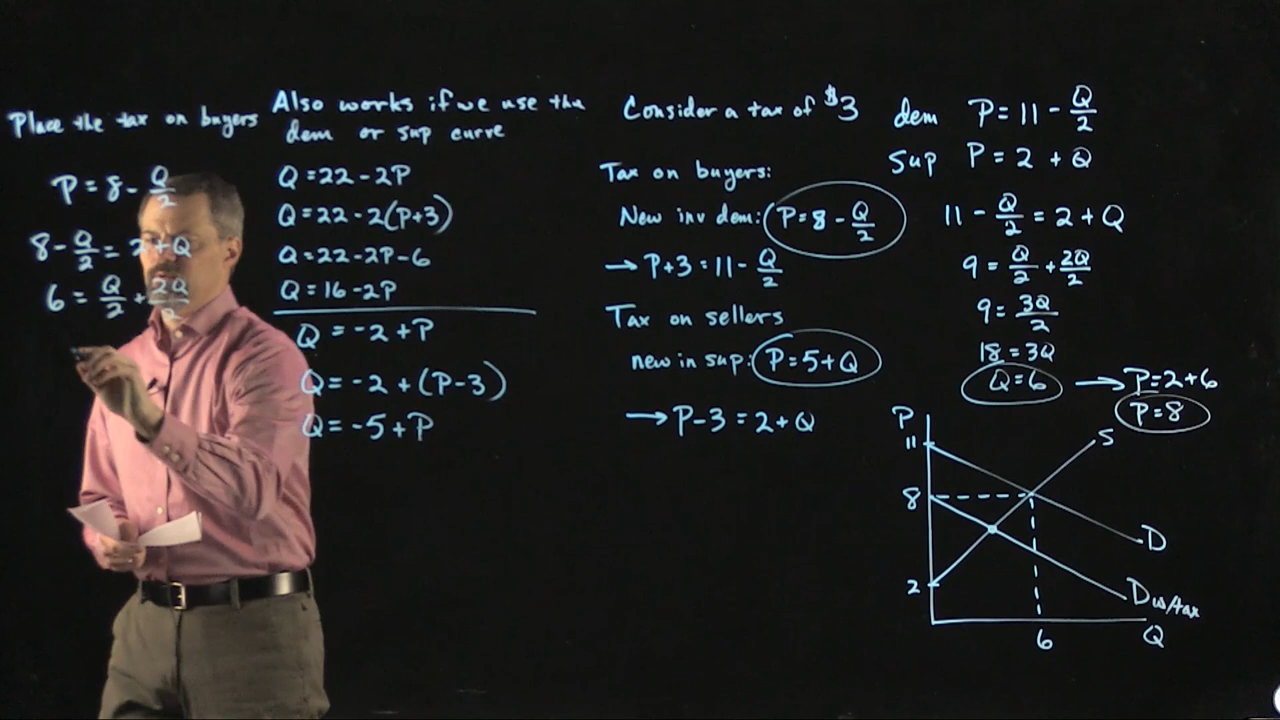 Place the tax on buyers
P = 8 - Q/2
8 - Q/2 = 2 + Q
6 = Q/2 + 2Q/2
Also works if we use the
dem or sup curve
Q = 22 - 2P
Q = 22 - 2(P+3)
Q = 22 - 2P - 6
Q = 16 - 2P
Q = -2 + P
Q = -2 + (P-3)
Q = -5 + P
Consider a tax of $3
Tax on buyers:
New inv dem: P = 8 - Q/2
→ P+3 = 11 - Q/2
Tax on sellers
new in sup: P = 5 + Q
→ P-3 = 2 + Q
dem P = 11 - Q/2
Sup P = 2 + Q
11 - Q/2 = 2 + Q
9 = Q/2 + 2Q/2
9 = 3Q/2
18 = 3Q
Q = 6 → P = 2 + 6
P = 8
P
11
S
8
D
2
D w/tax
6
Q